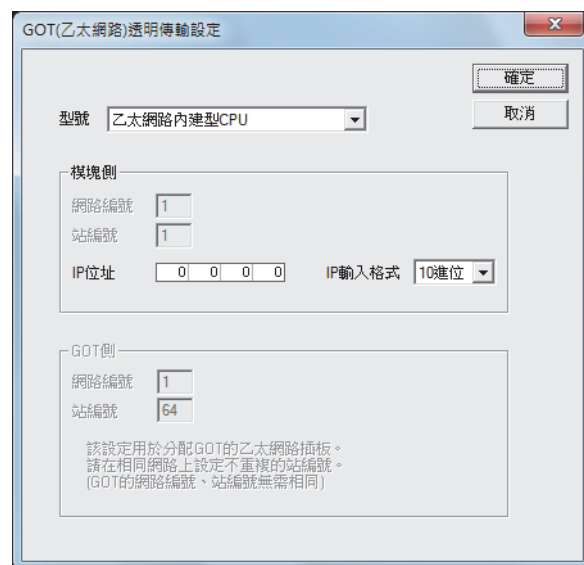 GOT(乙太網路)透明傳輸設定
確定
型號 乙太網路內建型CPU
取消
模塊側
網路編號 1
站編號 1
IP位址 0 0 0 0 IP輸入格式 10進位
GOT側
網路編號 1
站編號 64
該設定用於分配GOT的乙太網路插板。
請在相同網路上設定不重複的站編號。
(GOT的網路編號、站編號無需相同)